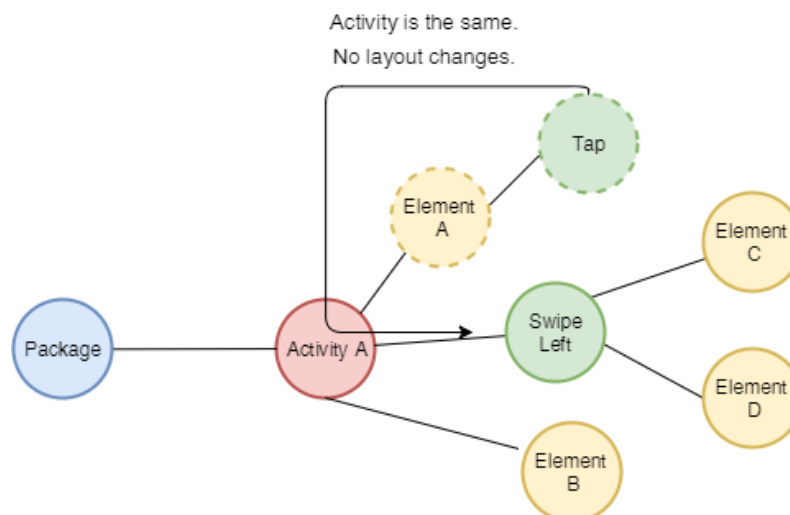 Activity is the same.
No layout changes.
Tap
Element
A
Element
C
Package
Activity A
Swipe
Left
Element
D
Element
B